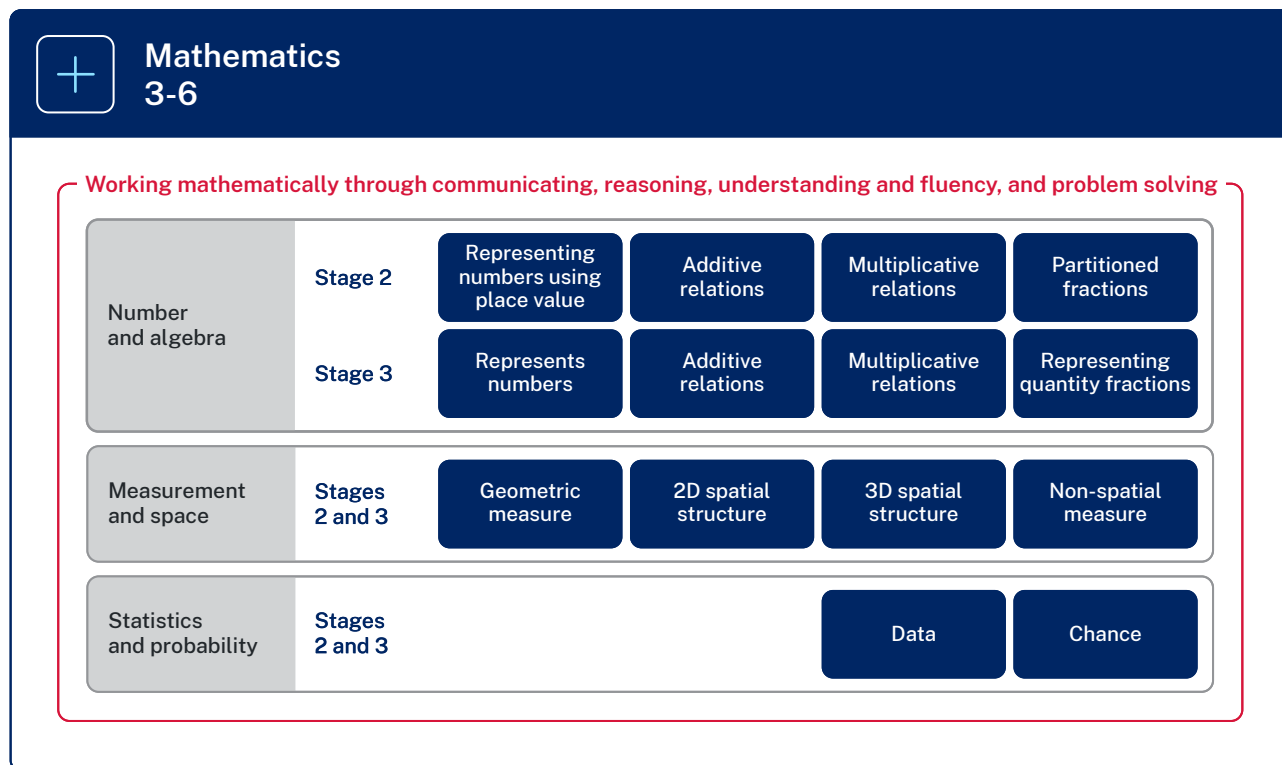 Mathematics
3-6
Working mathematically through communicating, reasoning, understanding and fluency, and problem solving
Number
and algebra
Stage 2
Representing
numbers using
place value
Additive
relations
Multiplicative
relations
Partitioned
fractions
Stage 3
Represents
numbers
Additive
relations
Multiplicative
relations
Representing
quantity fractions
Measurement
and space
Stages
2 and 3
Geometric
measure
2D spatial
structure
3D spatial
structure
Non-spatial
measure
Statistics
and probability
Stages
2 and 3
Data
Chance